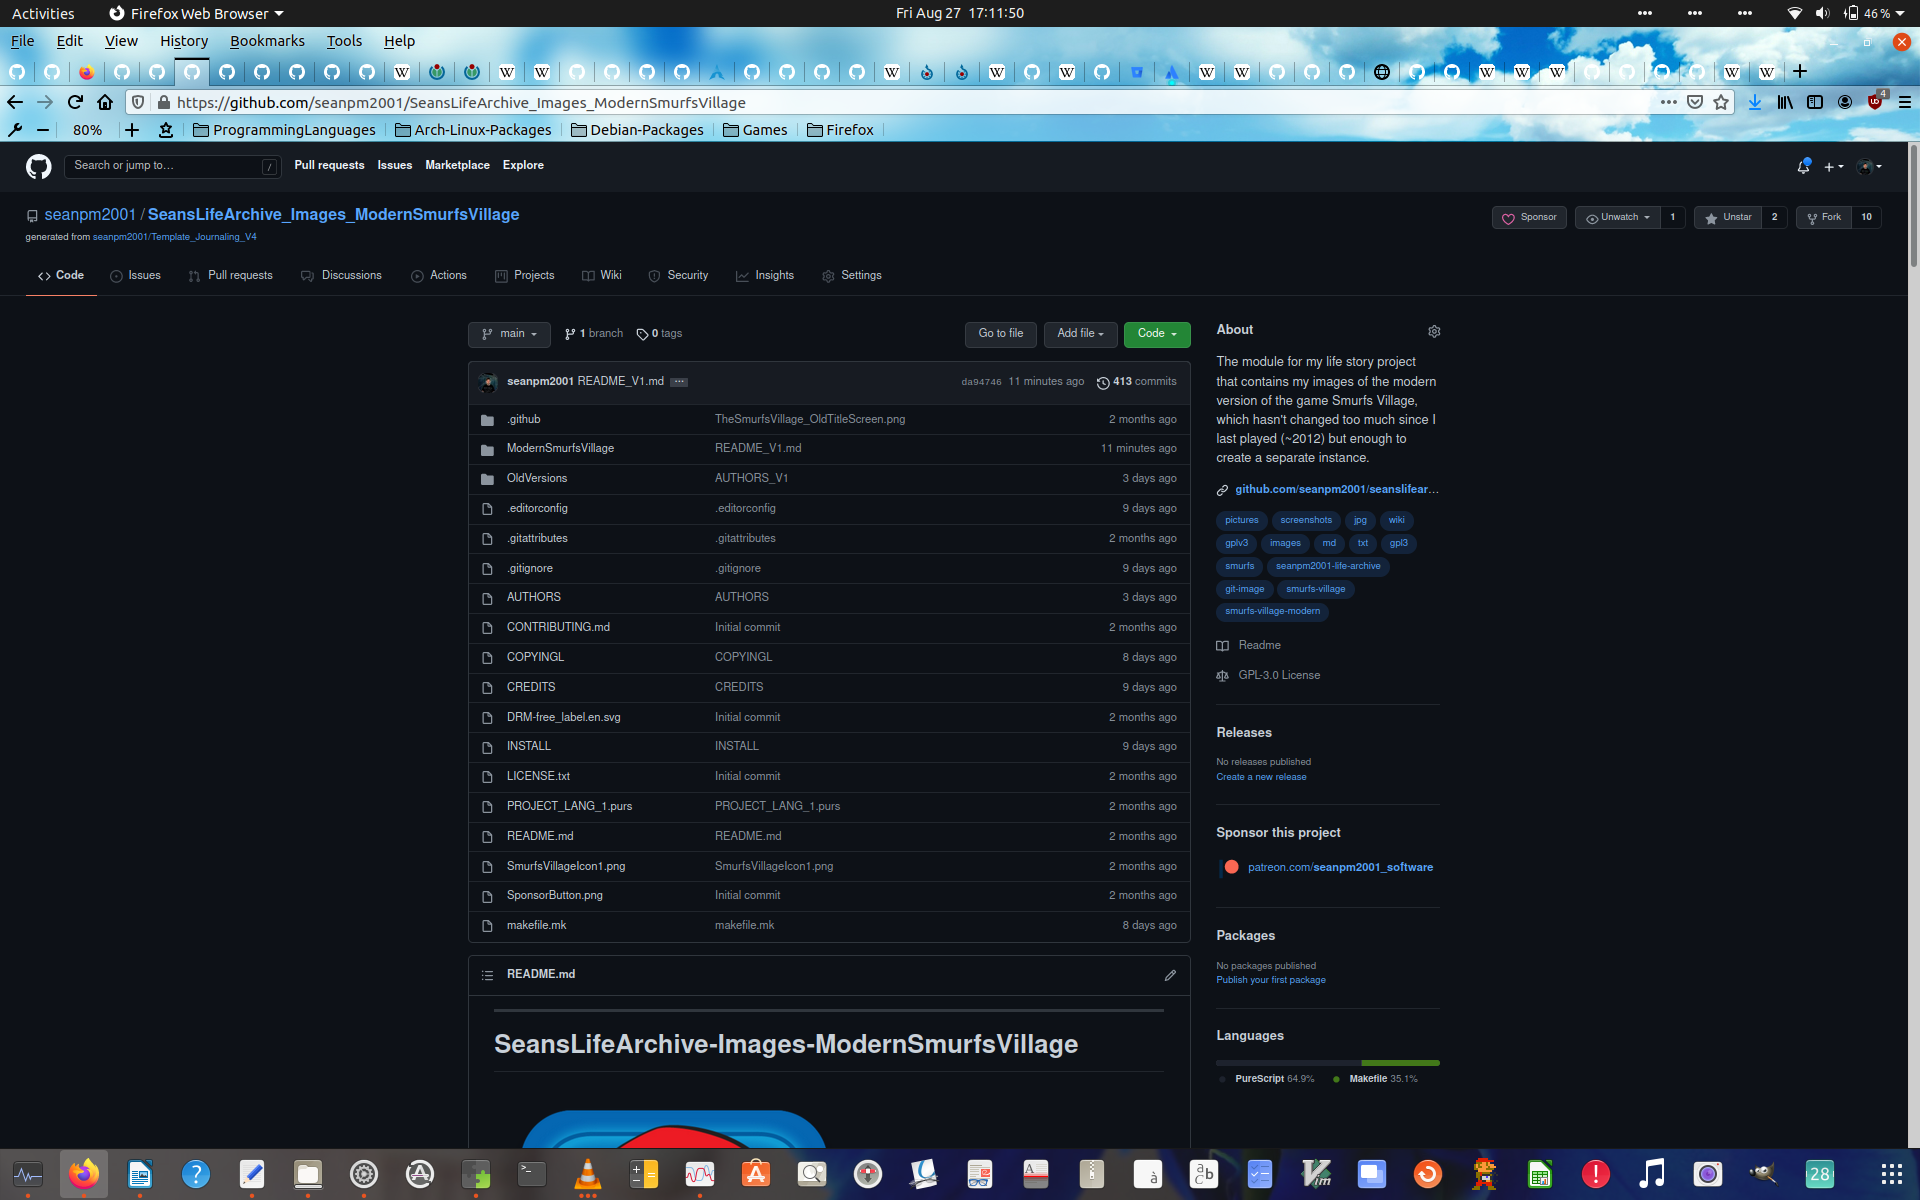 Activities Firefox Web Browser Fri Aug 27 17:11:50 46 %
File Edit View History Bookmarks Tools Help
https://github.com/seanpm2001/SeansLifeArchive_Images_ModernSmurfsVillage 4
80% ProgrammingLanguages Arch-Linux-Packages Debian-Packages Games Firefox
Search or jump to... / Pull requests Issues Marketplace Explore
seanpm2001 / SeansLifeArchive_Images_ModernSmurfsVillage Sponsor Unwatch 1 Unstar 2 Fork 10
generated from seanpm2001/Template_Journaling_V4
Code Issues Pull requests Discussions Actions Projects Wiki Security Insights Settings
main 1 branch 0 tags Go to file Add file Code
seanpm2001 README_V1.md ... da94746 11 minutes ago 413 commits
.github TheSmurfsVillage_OldTitleScreen.png 2 months ago
ModernSmurfsVillage README_V1.md 11 minutes ago
OldVersions AUTHORS_V1 3 days ago
.editorconfig .editorconfig 9 days ago
.gitattributes .gitattributes 2 months ago
.gitignore .gitignore 9 days ago
AUTHORS AUTHORS 3 days ago
CONTRIBUTING.md Initial commit 2 months ago
COPYINGL COPYINGL 8 days ago
CREDITS CREDITS 9 days ago
DRM-free_label.en.svg Initial commit 2 months ago
INSTALL INSTALL 9 days ago
LICENSE.txt Initial commit 2 months ago
PROJECT_LANG_1.purs PROJECT_LANG_1.purs 2 months ago
README.md README.md 2 months ago
SmurfsVillageIcon1.png SmurfsVillageIcon1.png 2 months ago
SponsorButton.png Initial commit 2 months ago
makefile.mk makefile.mk 8 days ago
README.md
SeansLifeArchive-Images-ModernSmurfsVillage
About
The module for my life story project
that contains my images of the modern
version of the game Smurfs Village,
which hasn't changed too much since I
last played (~2012) but enough to
create a separate instance.
github.com/seanpm2001/seanslifear...
pictures screenshots jpg wiki
gplv3 images md txt gpl3
smurfs seanpm2001-life-archive
git-image smurfs-village
smurfs-village-modern
Readme
GPL-3.0 License
Releases
No releases published
Create a new release
Sponsor this project
patreon.com/seanpm2001_software
Packages
No packages published
Publish your first package
Languages
PureScript 64.9% Makefile 35.1%
28